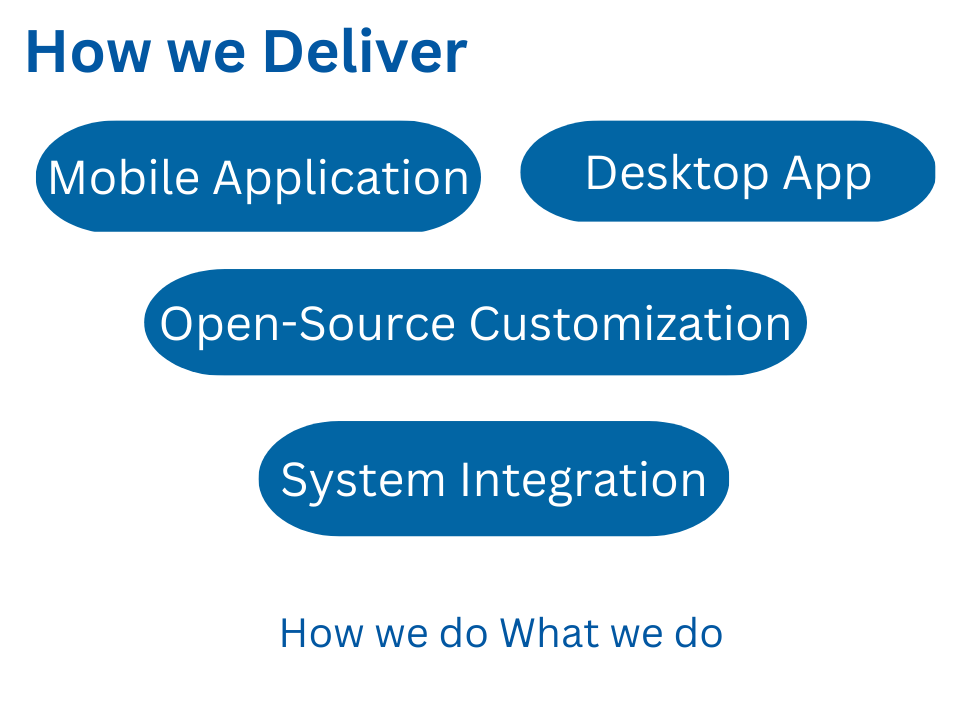 How we Deliver
Mobile Application
Desktop App
Open-Source Customization
System Integration
How we do What we do